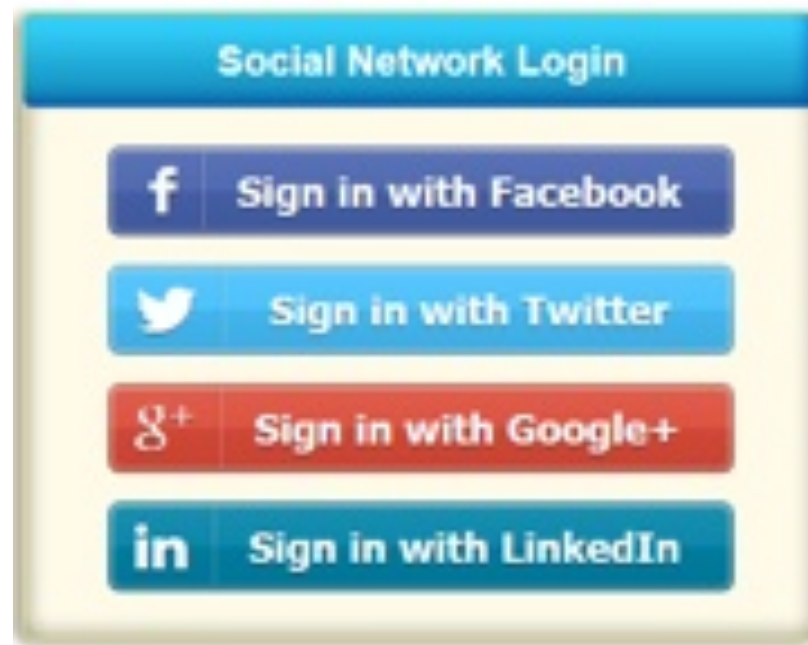 Social Network Login
f Sign in with Facebook
Sign in with Twitter
g+ Sign in with Google+
in Sign in with LinkedIn